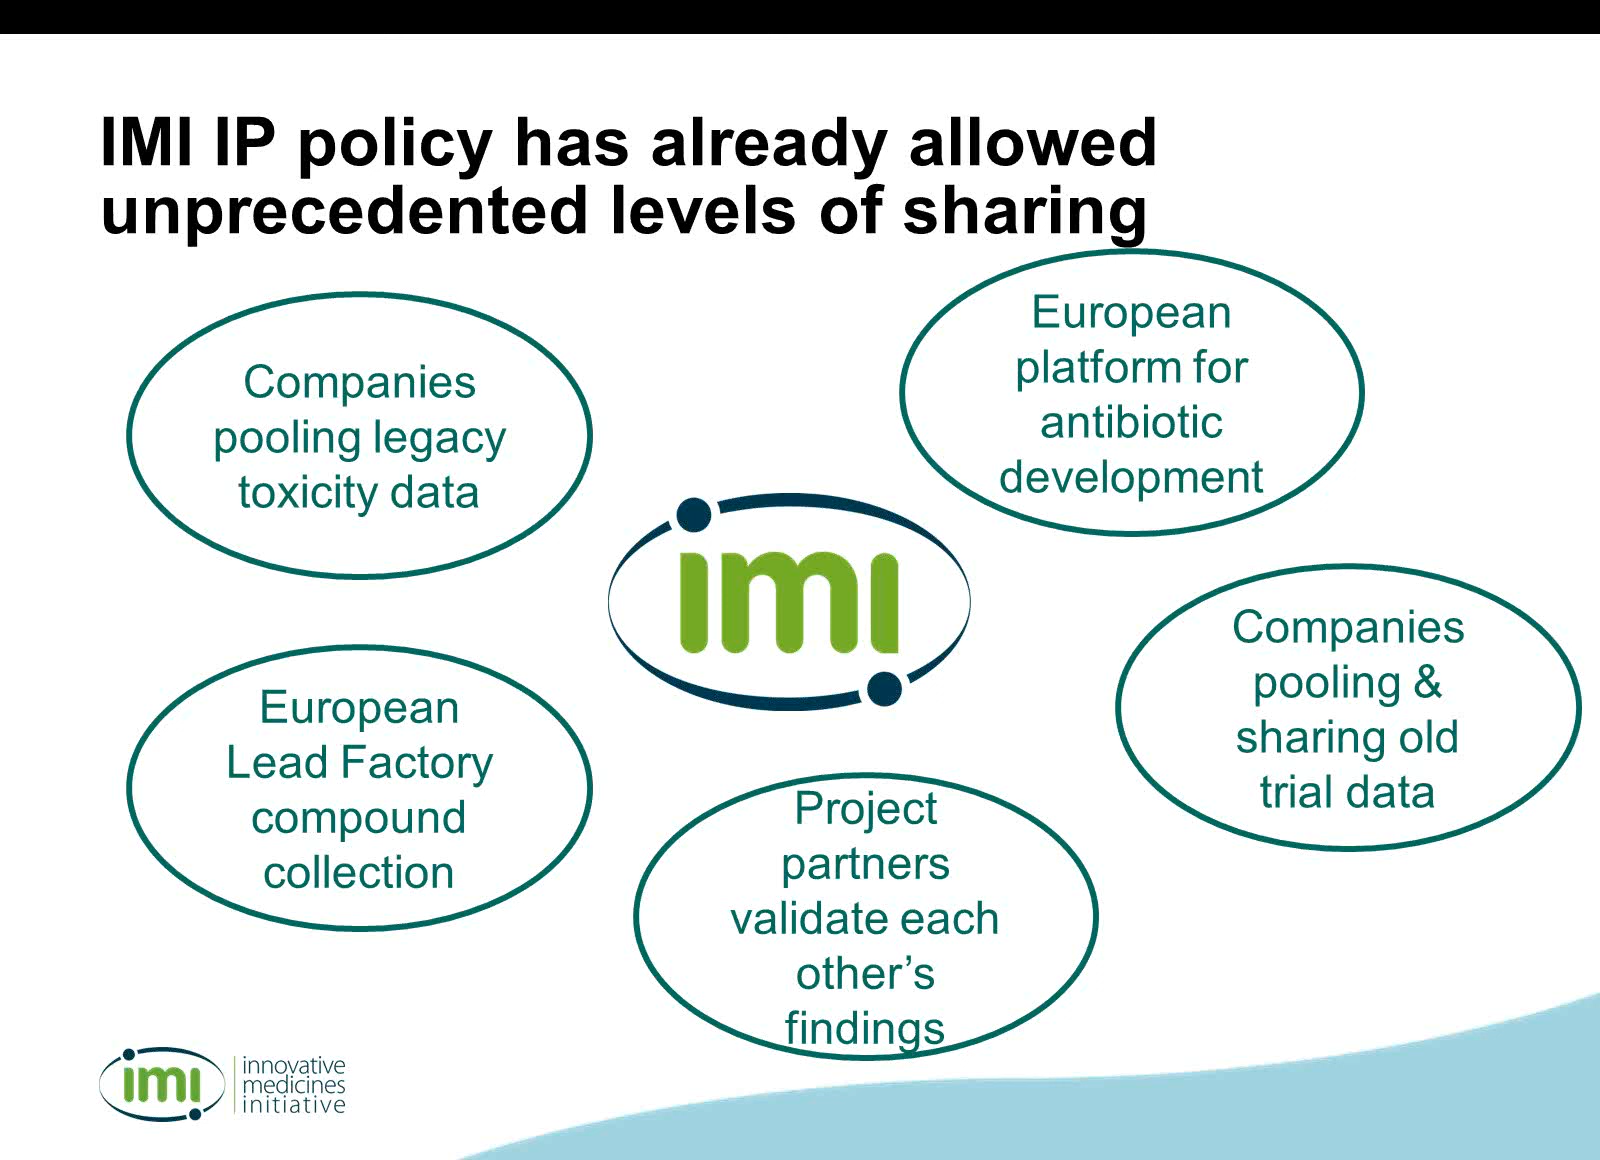 IMI IP policy has already allowed
unprecedented levels of sharing
Companies
pooling legacy
toxicity data
European
platform for
antibiotic
development
imi
Companies
pooling &
sharing old
trial data
European
Lead Factory
compound
collection
Project
partners
validate each
other’s
findings
imi
innovative
medicines
initiative